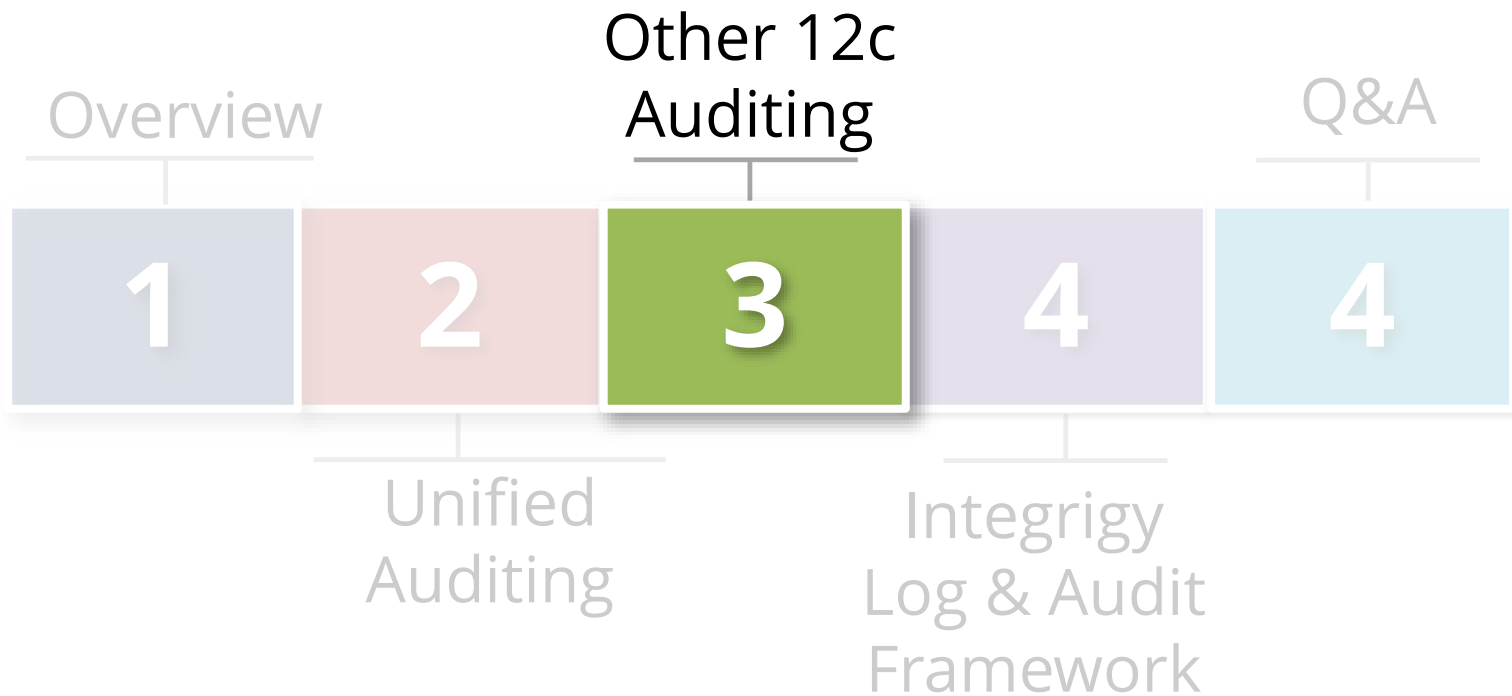 Overview
Other 12c
Auditing
Q&A
1
2
3
4
4
Unified
Auditing
Integrigy
Log & Audit
Framework